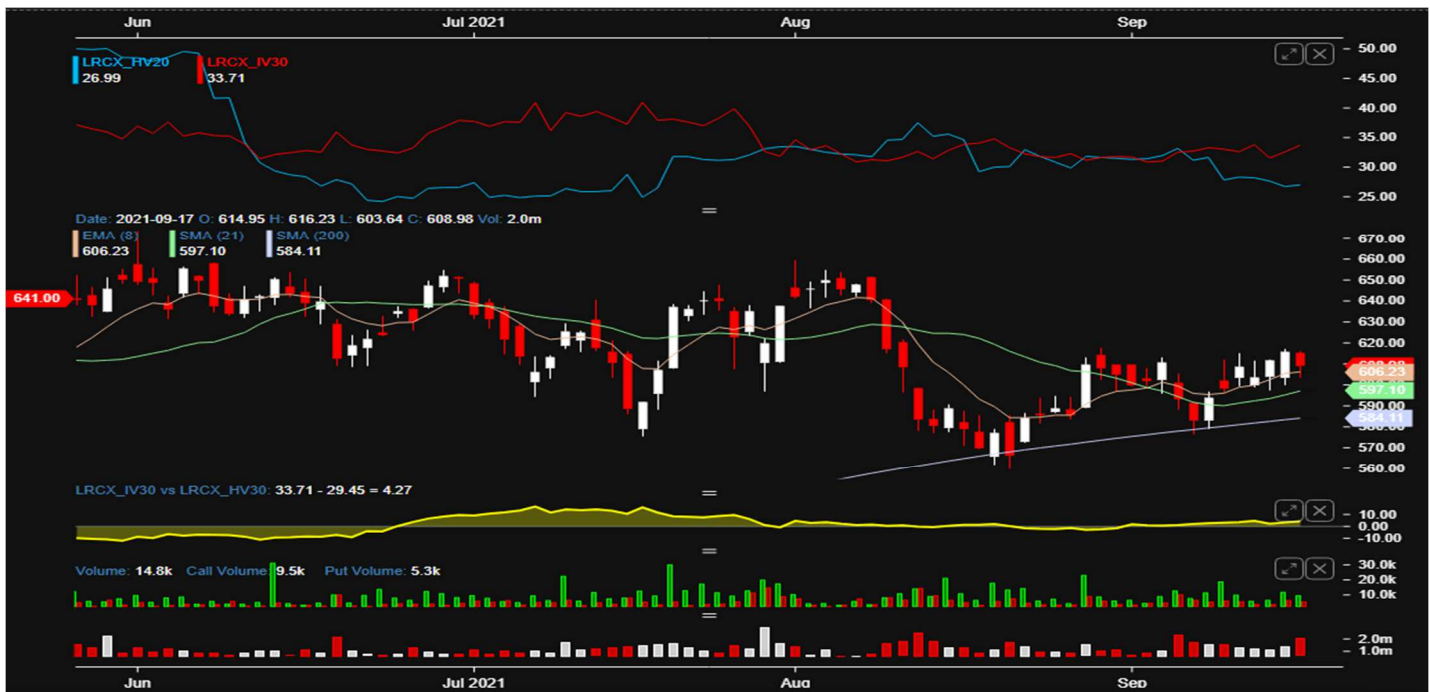 Jun Jul 2021 Aug Sep
LRCX_HV20 LRCX_IV30
26.99 33.71
50.00
45.00
40.00
35.00
30.00
25.00
Date: 2021-09-17 O: 614.95 H: 616.23 L: 603.64 C: 608.98 Vol: 2.0m
EMA (8) SMA (21) SMA (200)
606.23 597.10 584.11
670.00
660.00
650.00
640.00
630.00
620.00
641.00
606.23
597.10
590.00
584.11
570.00
560.00
LRCX_IV30 vs LRCX_HV30: 33.71 - 29.45 = 4.27
10.00
0.00
-10.00
Volume: 14.8k Call Volume: 9.5k Put Volume: 5.3k
30.0k
20.0k
10.0k
2.0m
1.0m
Jun Jul 2021 Aug Sep